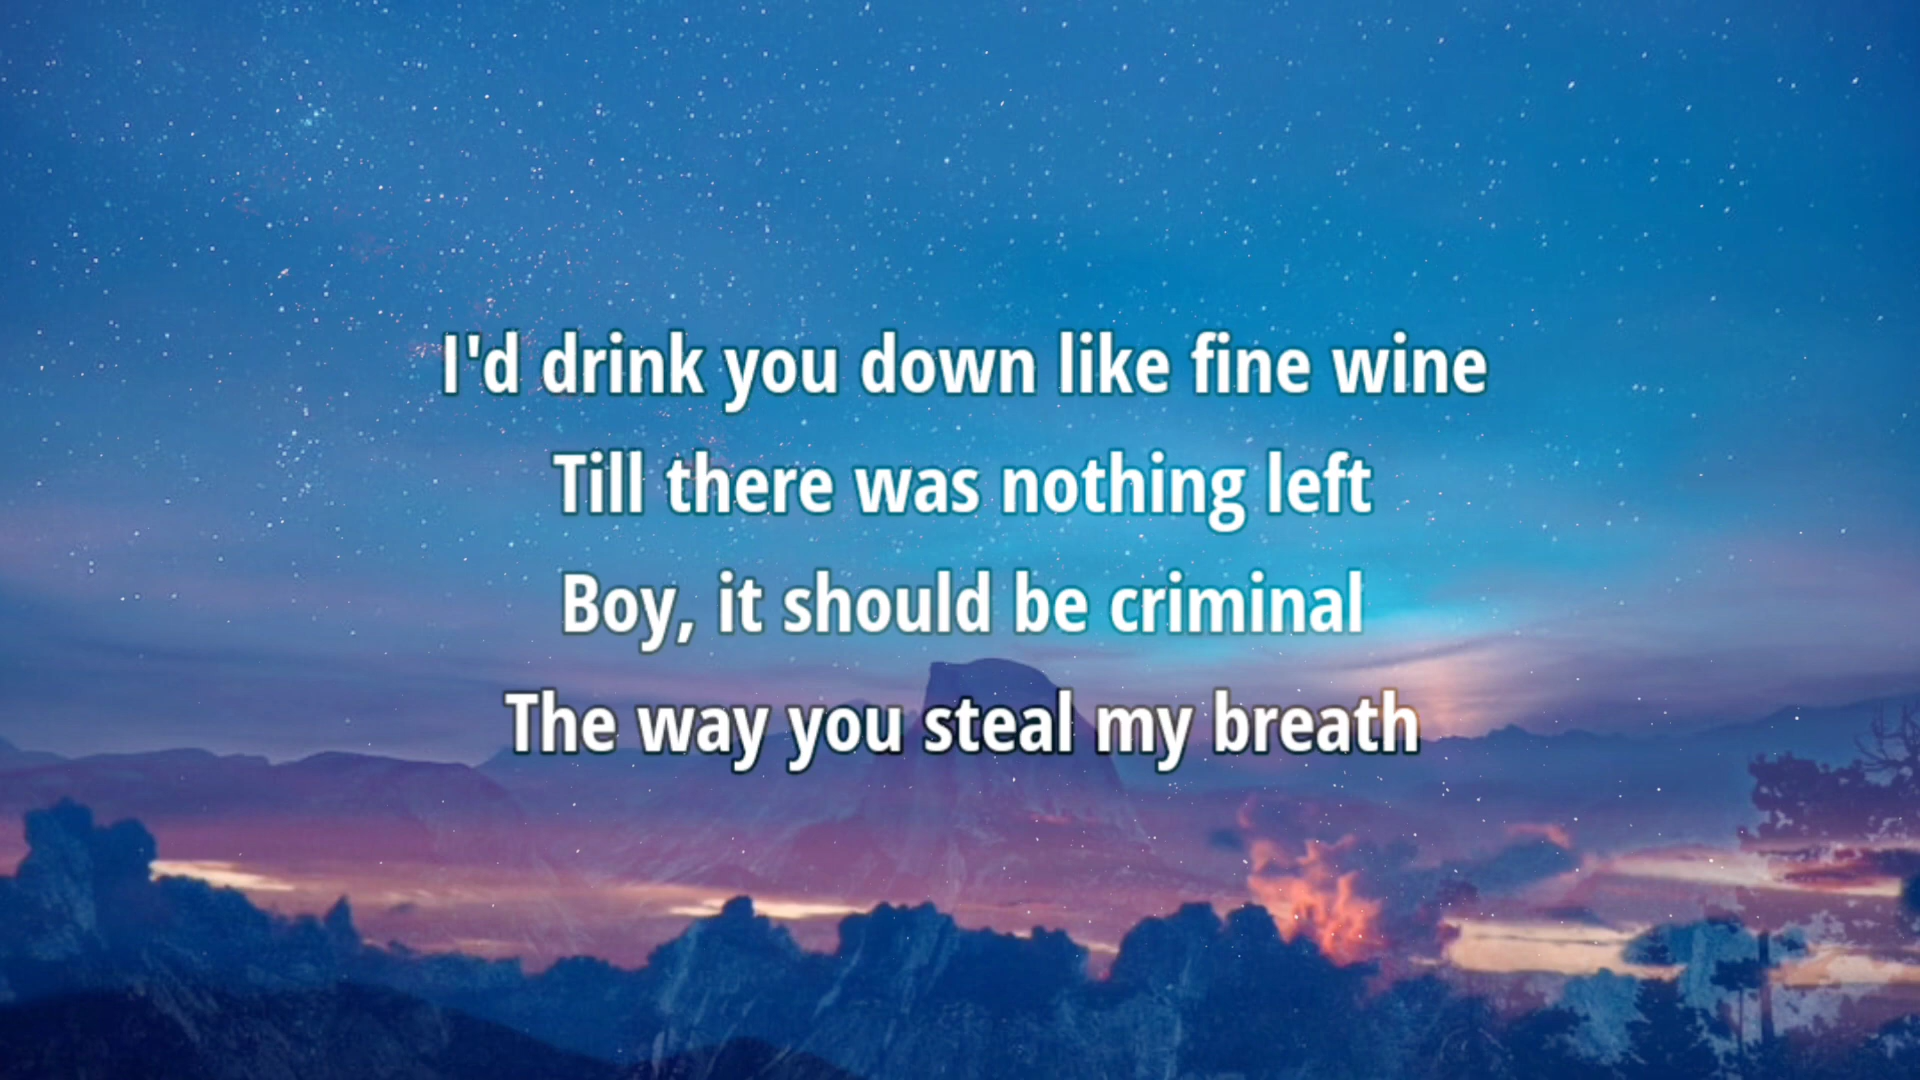 I'd drink you down like fine wine
Till there was nothing left
Boy, it should be criminal
The way you steal my breath